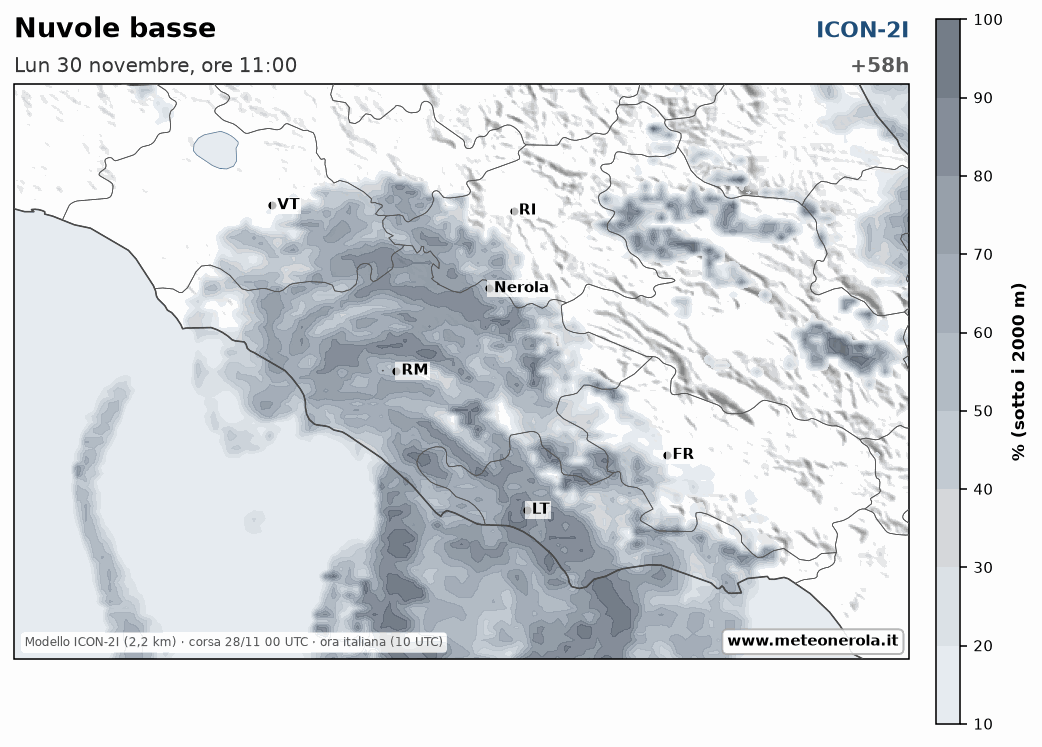 Nuvole basse
ICON-2I
Lun 30 novembre, ore 11:00
+58h
VT
RI
Nerola
RM
FR
LT
Modello ICON-2I (2,2 km) · corsa 28/11 00 UTC · ora italiana (10 UTC)
www.meteonerola.it
100
90
80
70
60
50
40
30
20
10
% (sotto i 2000 m)